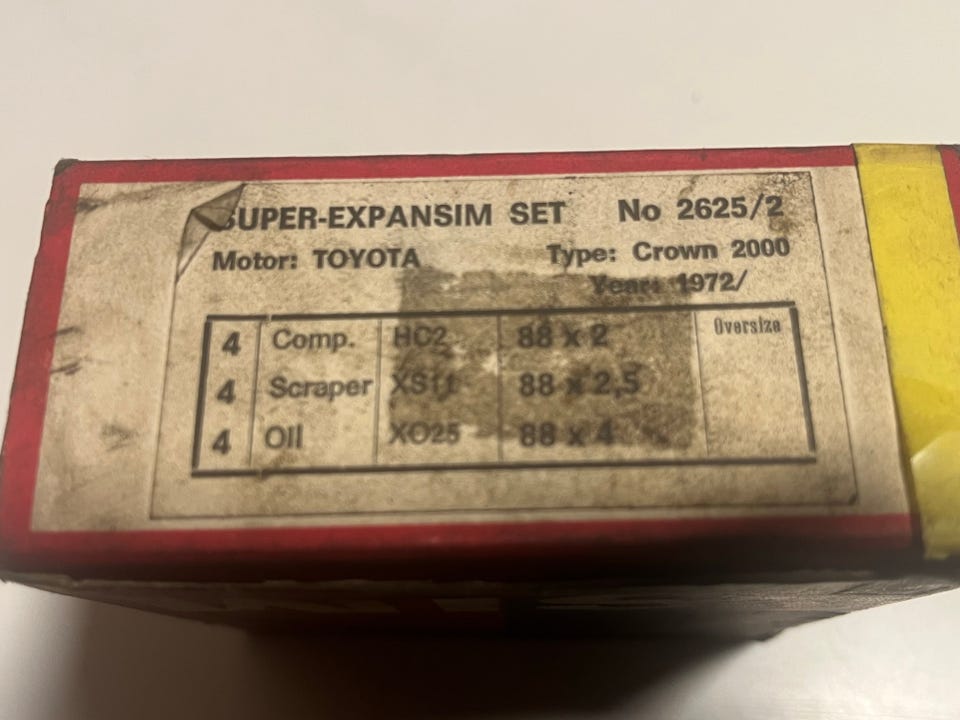 SUPER-EXPANSIM SET No 2625/2
Motor: TOYOTA Type: Crown 2000
Year: 1972/
Oversize
4 Comp. HC2 88 x 2
4 Scraper XS11 88 x 2,5
4 Oil XO25 88 x 4